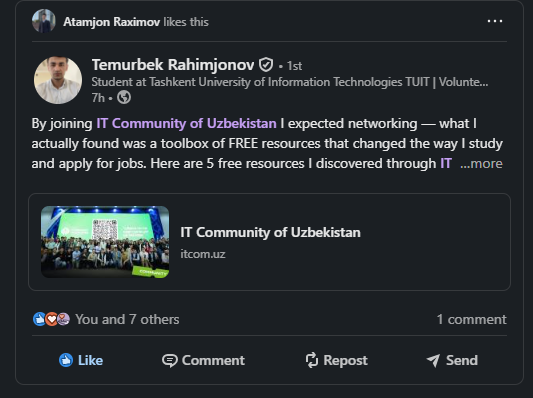 Atamjon Raximov likes this
Temurbek Rahimjonov • 1st
Student at Tashkent University of Information Technologies TUIT | Volunte...
7h •
By joining IT Community of Uzbekistan I expected networking — what I
actually found was a toolbox of FREE resources that changed the way I study
and apply for jobs. Here are 5 free resources I discovered through IT ...more
IT Community of Uzbekistan
itcom.uz
You and 7 others
1 comment
Like
Comment
Repost
Send